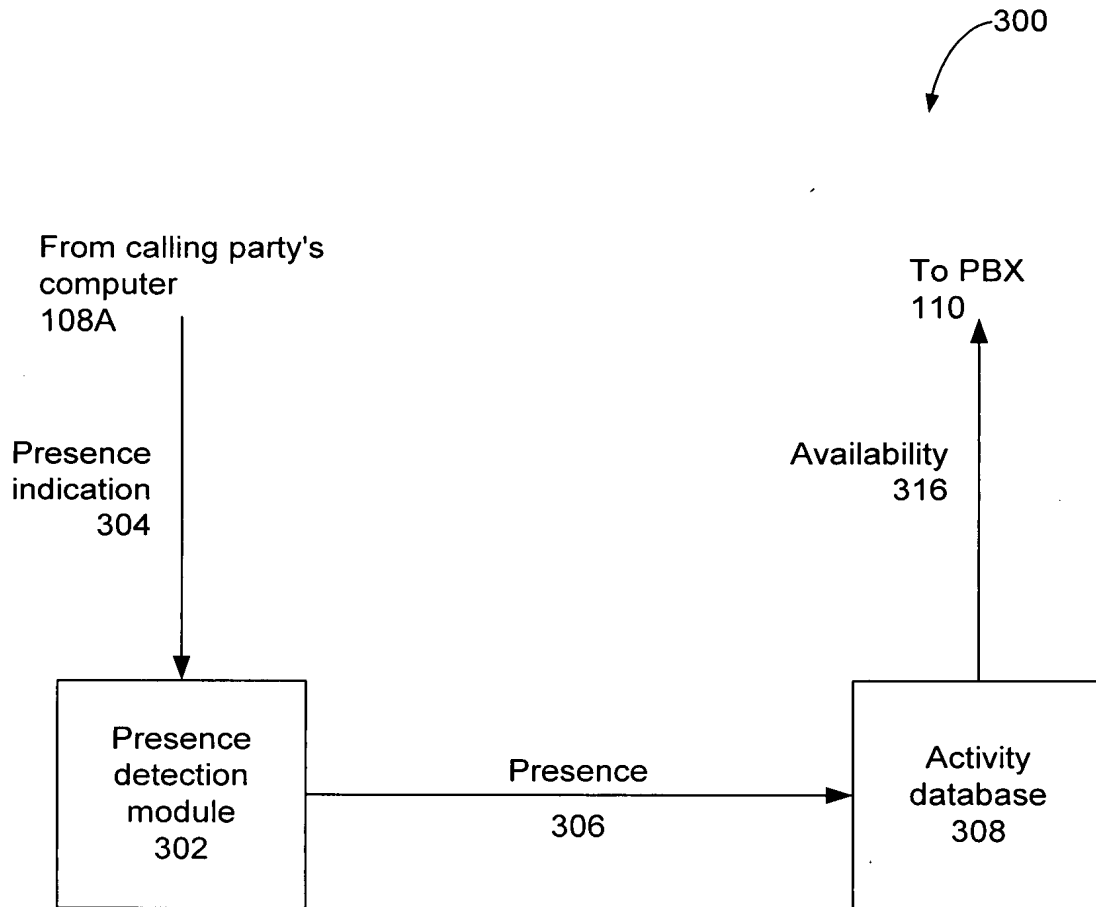 300
From calling party's
computer
108A
To PBX
110
Presence
indication
304
Availability
316
Presence
detection
module
302
Presence
306
Activity
database
308